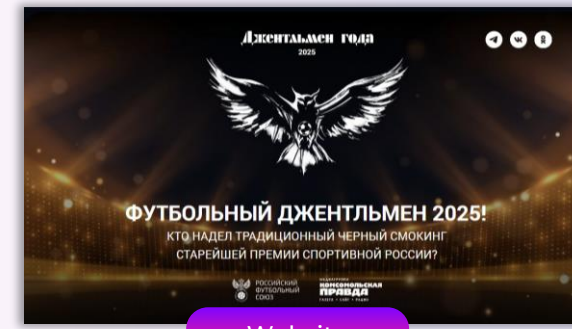 Джентльмен года
2025
ФУТБОЛЬНЫЙ ДЖЕНТЛЬМЕН 2025!
КТО НАДЕЛ ТРАДИЦИОННЫЙ ЧЕРНЫЙ СМОКИНГ
СТАРЕЙШЕЙ ПРЕМИИ СПОРТИВНОЙ РОССИИ?
РОССИЙСКИЙ
ФУТБОЛЬНЫЙ
СОЮЗ
КОМСОМОЛЬСКАЯ
ПРАВДА